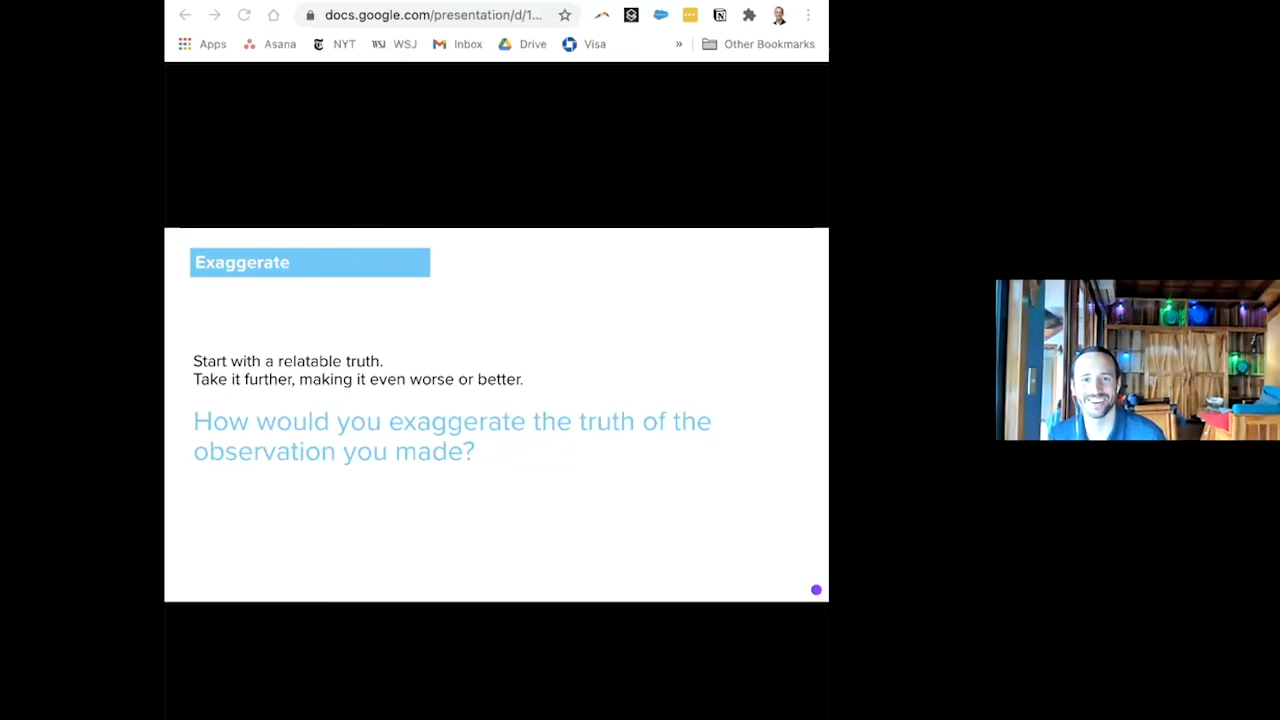 docs.google.com/presentation/d/1...
Apps Asana NYT WSJ WSJ Inbox Drive Visa » Other Bookmarks
Exaggerate
Start with a relatable truth.
Take it further, making it even worse or better.
How would you exaggerate the truth of the
observation you made?